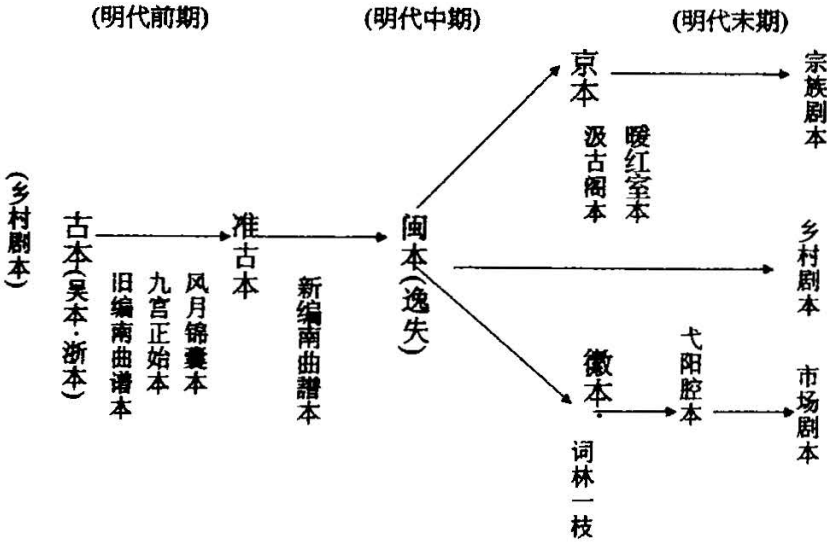 (明代前期)
(明代中期)
(明代末期)
(乡村剧本)
古本(吴本·浙本)
旧编南曲谱本
九宫正始本
风月锦囊本
准古本
新编南曲譜本
闽本(逸失)
京本
汲古阁本
暖红室本
宗族剧本
乡村剧本
徽本
词林一枝
弋阳腔本
市场剧本